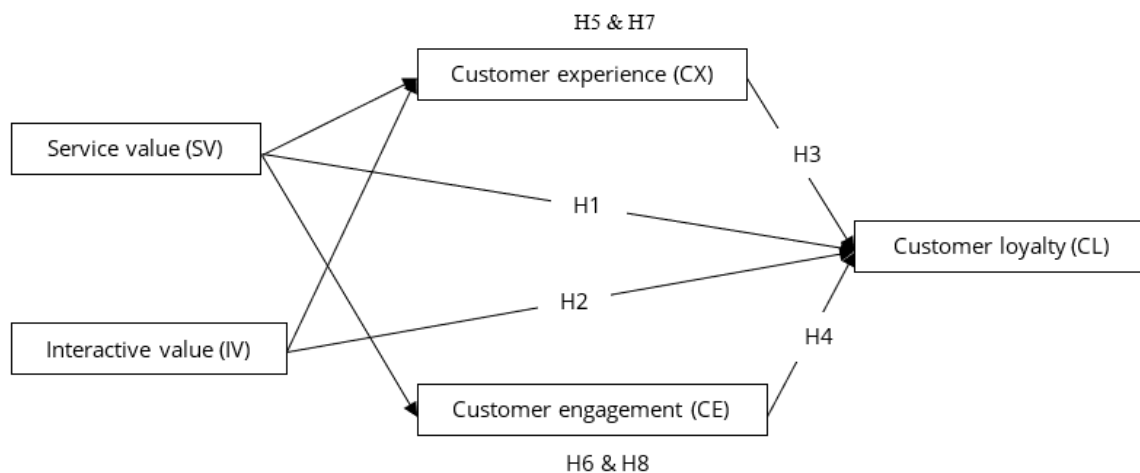 H5 & H7
Customer experience (CX)
Service value (SV)
H3
H1
Customer loyalty (CL)
H2
Interactive value (IV)
H4
Customer engagement (CE)
H6 & H8